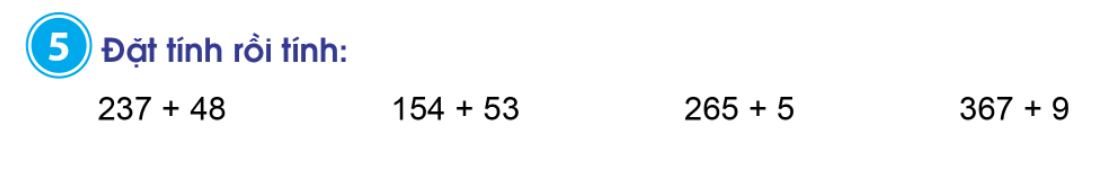 5 Đặt tính rồi tính:
237 + 48 154 + 53 265 + 5 367 + 9